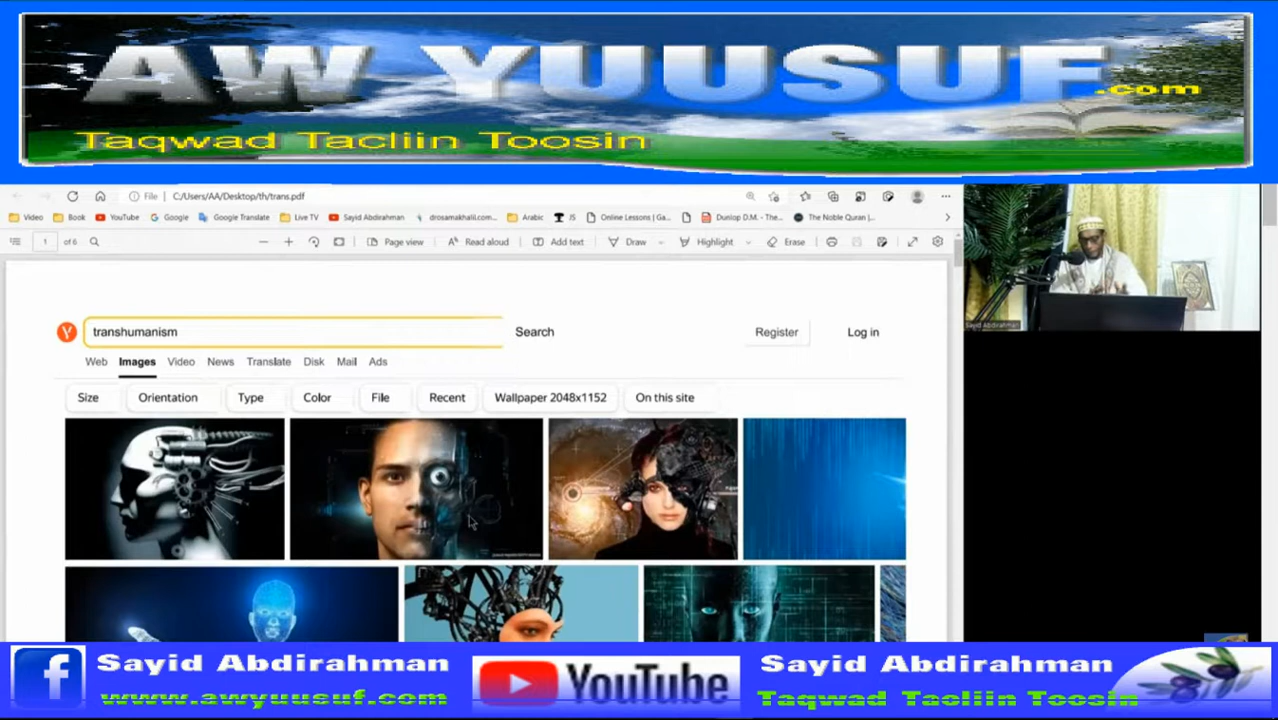 AW YUUSUF
.com
Taqwad Tacliin Toosin
File C:/Users/AA/Desktop/th/trans.pdf
Video Book YouTube Google Google Translate Live TV Sayid Abdirahman drosamakhalil.com... Arabic JS Online Lessons | Ga... Dunlop D.M. - The... The Noble Quran |...
1 of 6 Page view Read aloud Add text Draw Highlight Erase
transhumanism Search Register Log in
Web Images Video News Translate Disk Mail Ads
Size Orientation Type Color File Recent Wallpaper 2048x1152 On this site
Sayid Abdirahman
Sayid Abdirahman
www.awyuusuf.com
YouTube
Sayid Abdirahman
Taqwad Taoliin Toosin